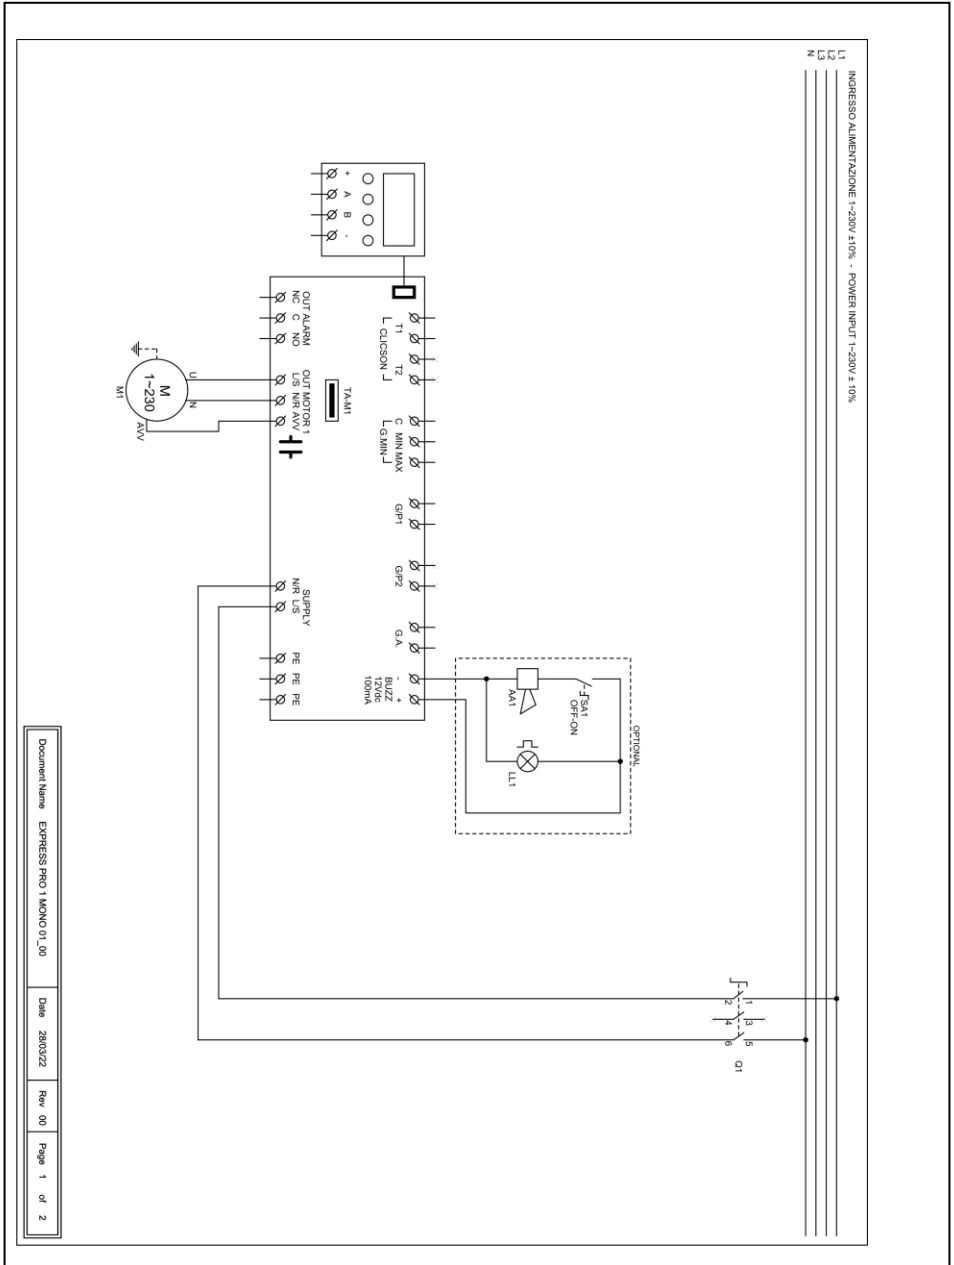 INGRESSO ALIMENTAZIONE 1~230V ±10% - POWER INPUT 1~230V ± 10%
L1
L2
L3
N
1 3 5
2 4 6
Q1
OPTIONAL
SA1
OFF-ON
AA1
LL1
+ A B -
T1 T2
CLICSON
C MIN MAX
G.MIN
G/P1
G/P2
G.A.
- +
BUZZ
12Vdc
100mA
TA-M1
OUT ALARM
NC C NO
OUT MOTOR 1
L/S N/R AVV
SUPPLY
N/R L/S
PE PE PE
U N
AVV
M
1~230
M1
Document Name EXPRESS PRO 1 MONO 01_00 Date 28/03/22 Rev 00 Page 1 of 2